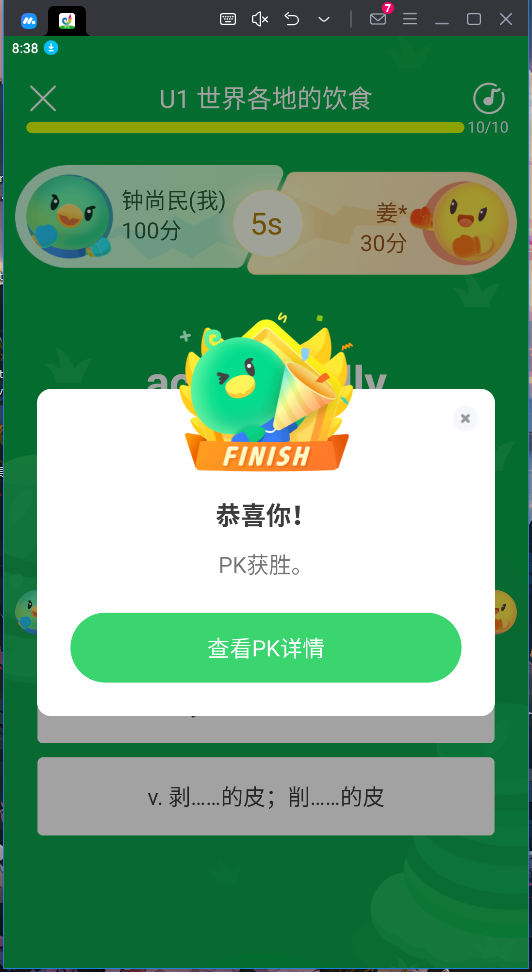 7
8:38
U1 世界各地的饮食
10/10
钟尚民(我)
100分
5s
姜*
30分
FINISH
恭喜你!
PK获胜。
查看PK详情
v. 剥……的皮；削……的皮